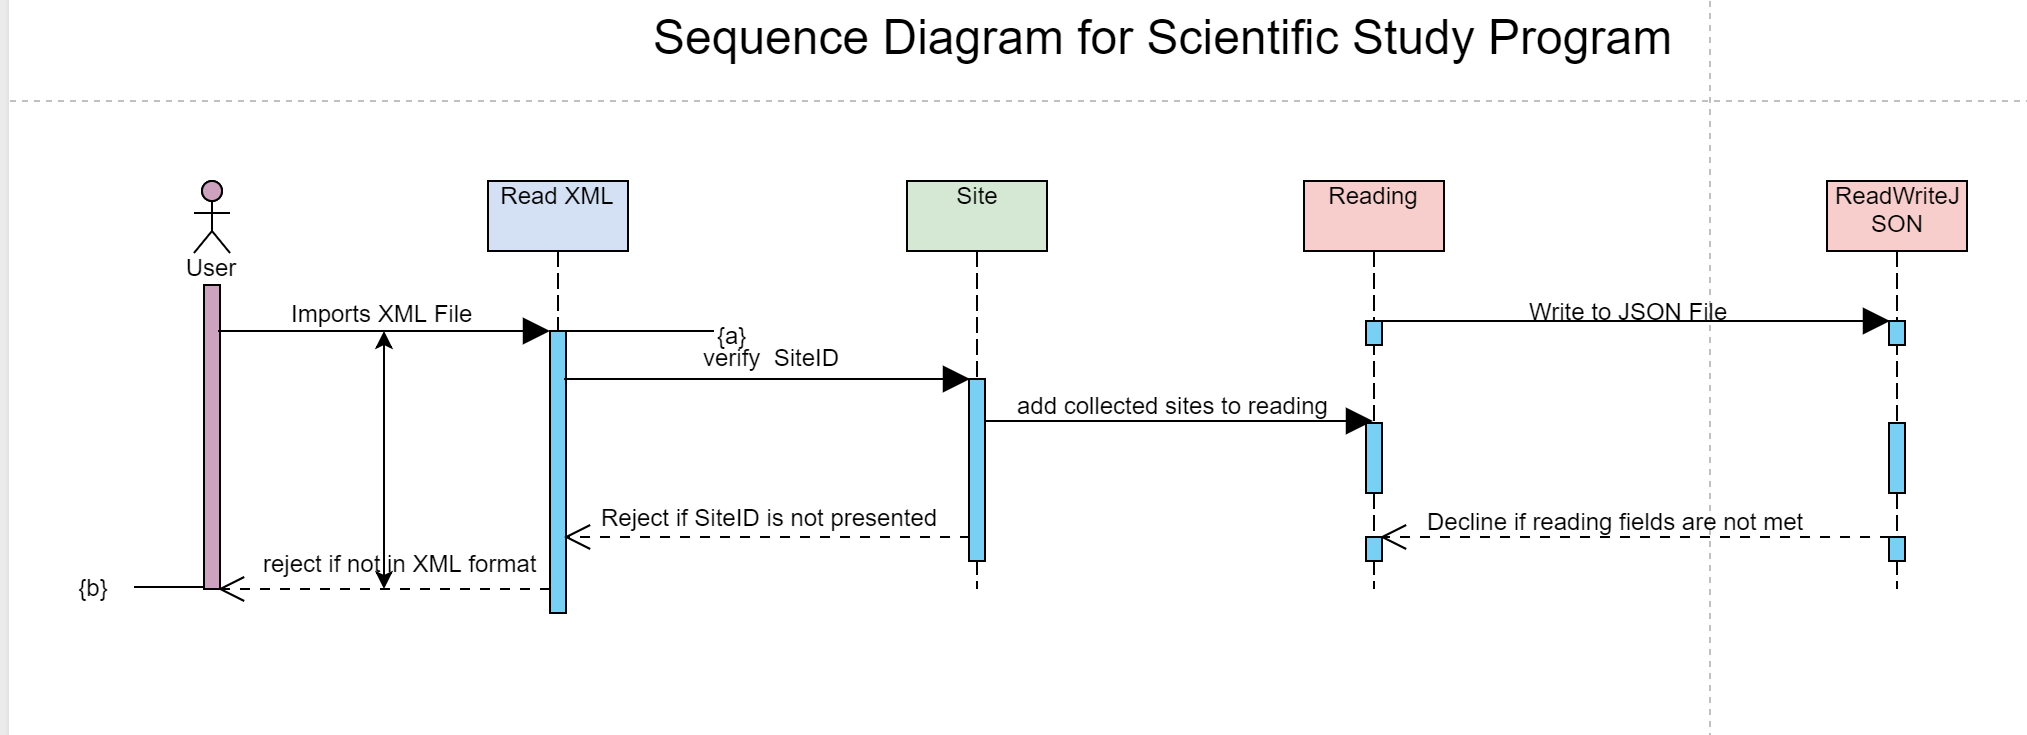 Sequence Diagram for Scientific Study Program
Read XML
Site
Reading
ReadWriteJ
SON
User
Imports XML File
Write to JSON File
{a}
verify  SiteID
add collected sites to reading
Reject if SiteID is not presented
Decline if reading fields are not met
reject if not in XML format
{b}